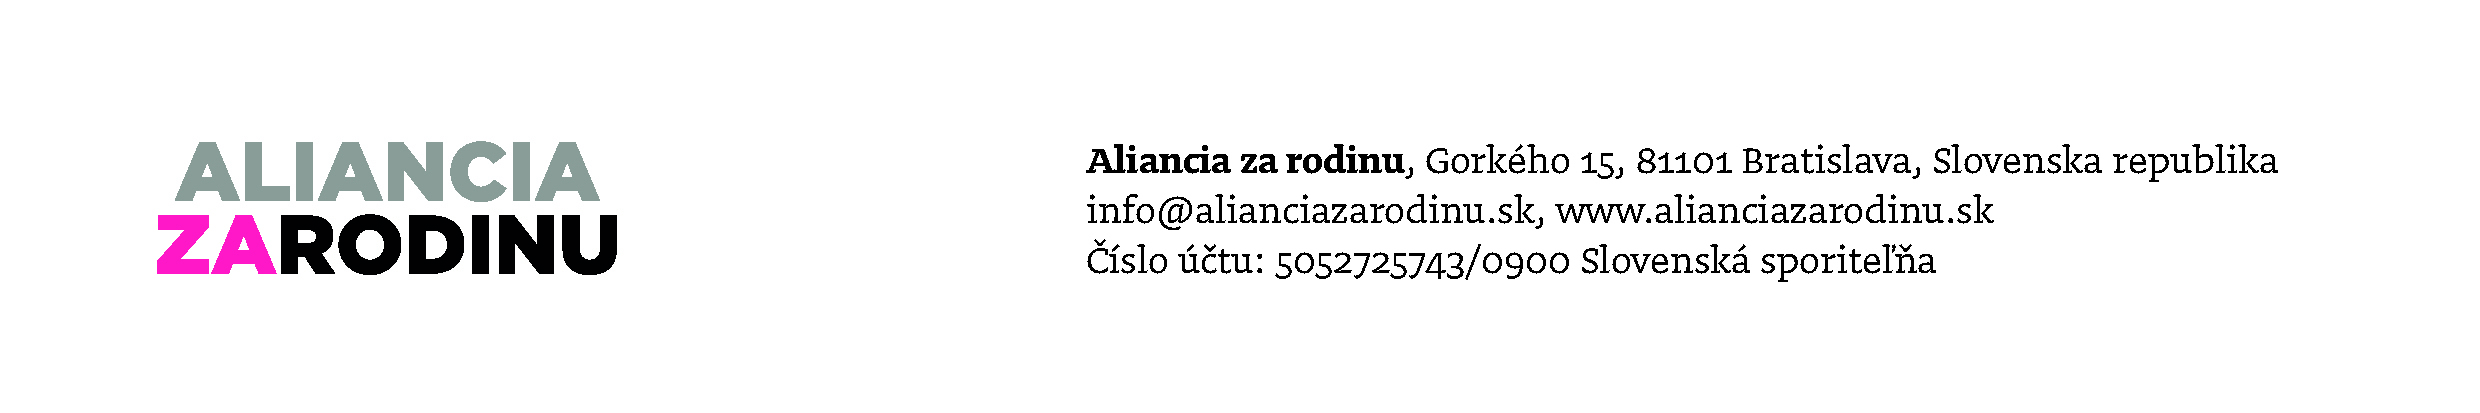 ALIANCIA
ZARODINU
Aliancia za rodinu, Gorkého 15, 81101 Bratislava, Slovenska republika
info@alianciazarodinu.sk, www.alianciazarodinu.sk
Číslo účtu: 5052725743/0900 Slovenská sporiteľňa